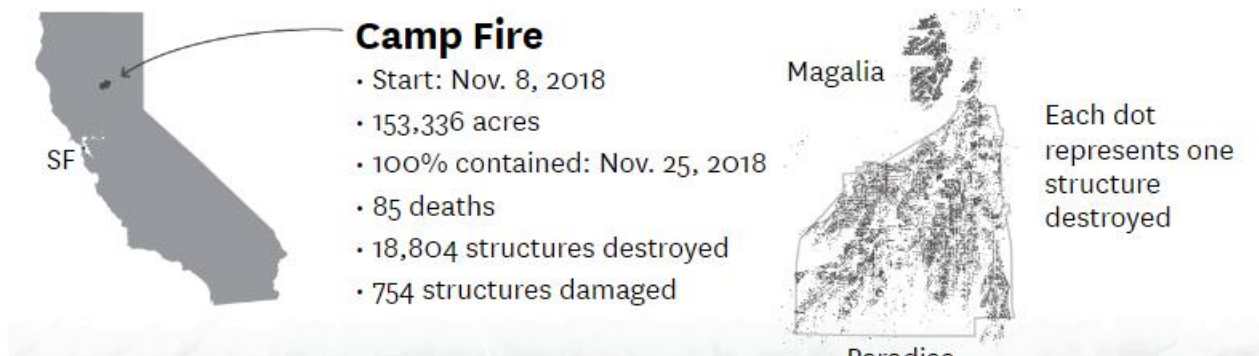 Camp Fire
• Start: Nov. 8, 2018
• 153,336 acres
• 100% contained: Nov. 25, 2018
• 85 deaths
• 18,804 structures destroyed
• 754 structures damaged
SF
Magalia
Each dot
represents one
structure
destroyed
Paradise